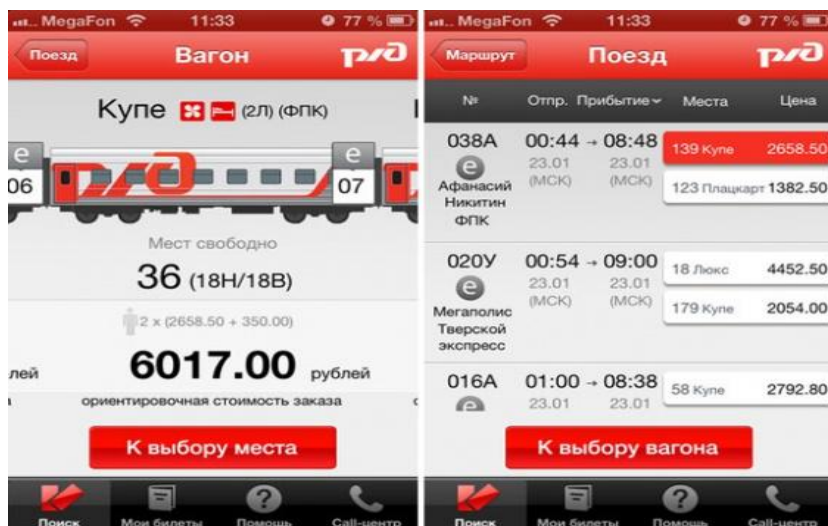 MegaFon 11:33 77 %
Поезд Вагон РЖД
Купе (2Л) (ФПК)
e e
06 07
Мест свободно
36 (18Н/18В)
2 x (2658.50 + 350.00)
лей 6017.00 рублей
ориентировочная стоимость заказа
К выбору места
Поиск Мои билеты Помощь Call-центр
MegaFon 11:33 77 %
Маршрут Поезд РЖД
№ Отпр. Прибытие Места Цена
038А 00:44 → 08:48 139 Купе 2658.50
e 23.01 23.01
Афанасий (МСК) (МСК) 123 Плацкарт 1382.50
Никитин
ФПК
020У 00:54 → 09:00 18 Люкс 4452.50
e 23.01 23.01
Мегаполис (МСК) (МСК) 179 Купе 2054.00
Тверской
экспресс
016А 01:00 → 08:38 58 Купе 2792.80
e 23.01 23.01
К выбору вагона
Поиск Мои билеты Помощь Call-центр